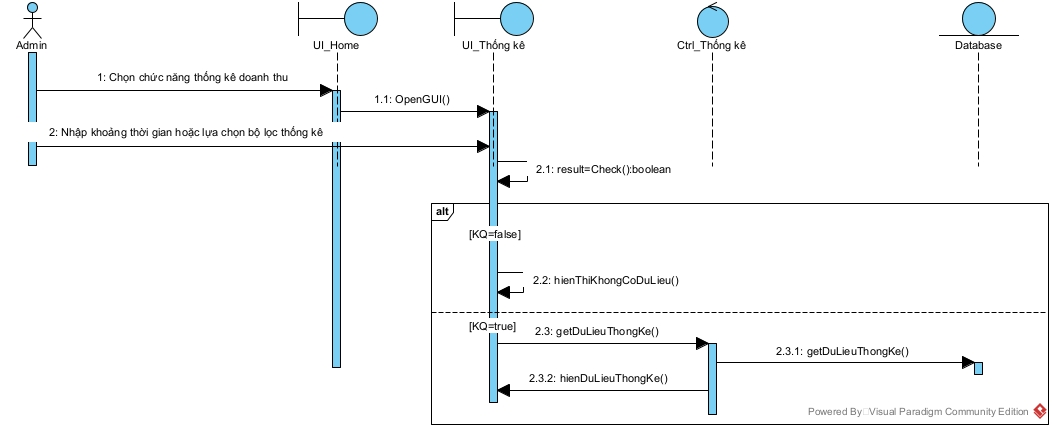 Admin
UI_Home
UI_Thống kê
Ctrl_Thống kê
Database
1: Chọn chức năng thống kê doanh thu
1.1: OpenGUI()
2: Nhập khoảng thời gian hoặc lựa chọn bộ lọc thống kê
2.1: result=Check():boolean
alt
[KQ=false]
2.2: hienThiKhongCoDuLieu()
[KQ=true]
2.3: getDuLieuThongKe()
2.3.1: getDuLieuThongKe()
2.3.2: hienDuLieuThongKe()
Powered By Visual Paradigm Community Edition